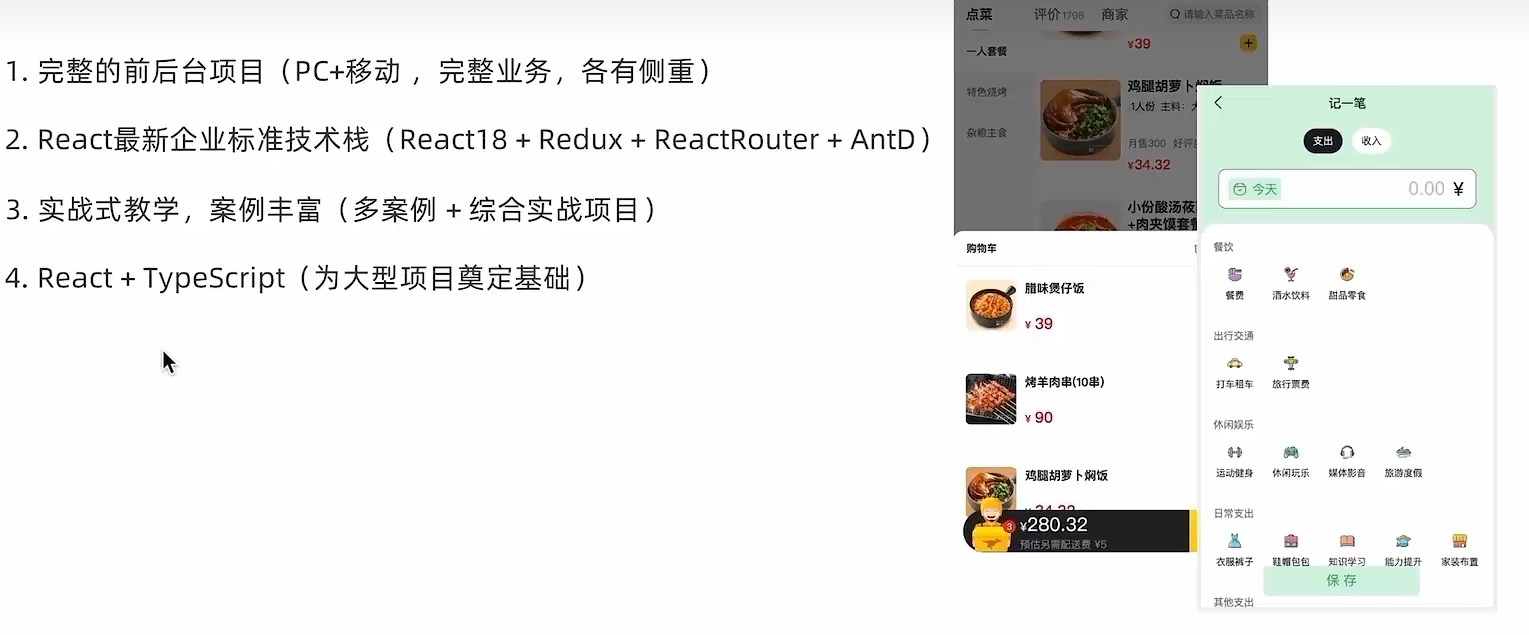 1. 完整的前后台项目（PC+移动 ，完整业务，各有侧重）
2. React最新企业标准技术栈（React18 + Redux + ReactRouter + AntD）
3. 实战式教学，案例丰富（多案例 + 综合实战项目）
4. React + TypeScript（为大型项目奠定基础）
点菜 评价1796 商家 请输入菜品名称
¥39
一人套餐
特色烧烤
杂粮主食
鸡腿胡萝卜焖饭
1人份 主料：
月售300 好评
¥34.32
小份酸汤莜
+肉夹馍套餐
购物车
腊味煲仔饭
¥ 39
烤羊肉串(10串)
¥ 90
鸡腿胡萝卜焖饭
34.32
3 ¥280.32
预估另需配送费 ¥5
记一笔
支出 收入
今天 0.00 ¥
餐饮
餐费 酒水饮料 甜品零食
出行交通
打车租车 旅行票费
休闲娱乐
运动健身 休闲玩乐 媒体影音 旅游度假
日常支出
衣服裤子 鞋帽包包 知识学习 能力提升 家装布置
保存
其他支出